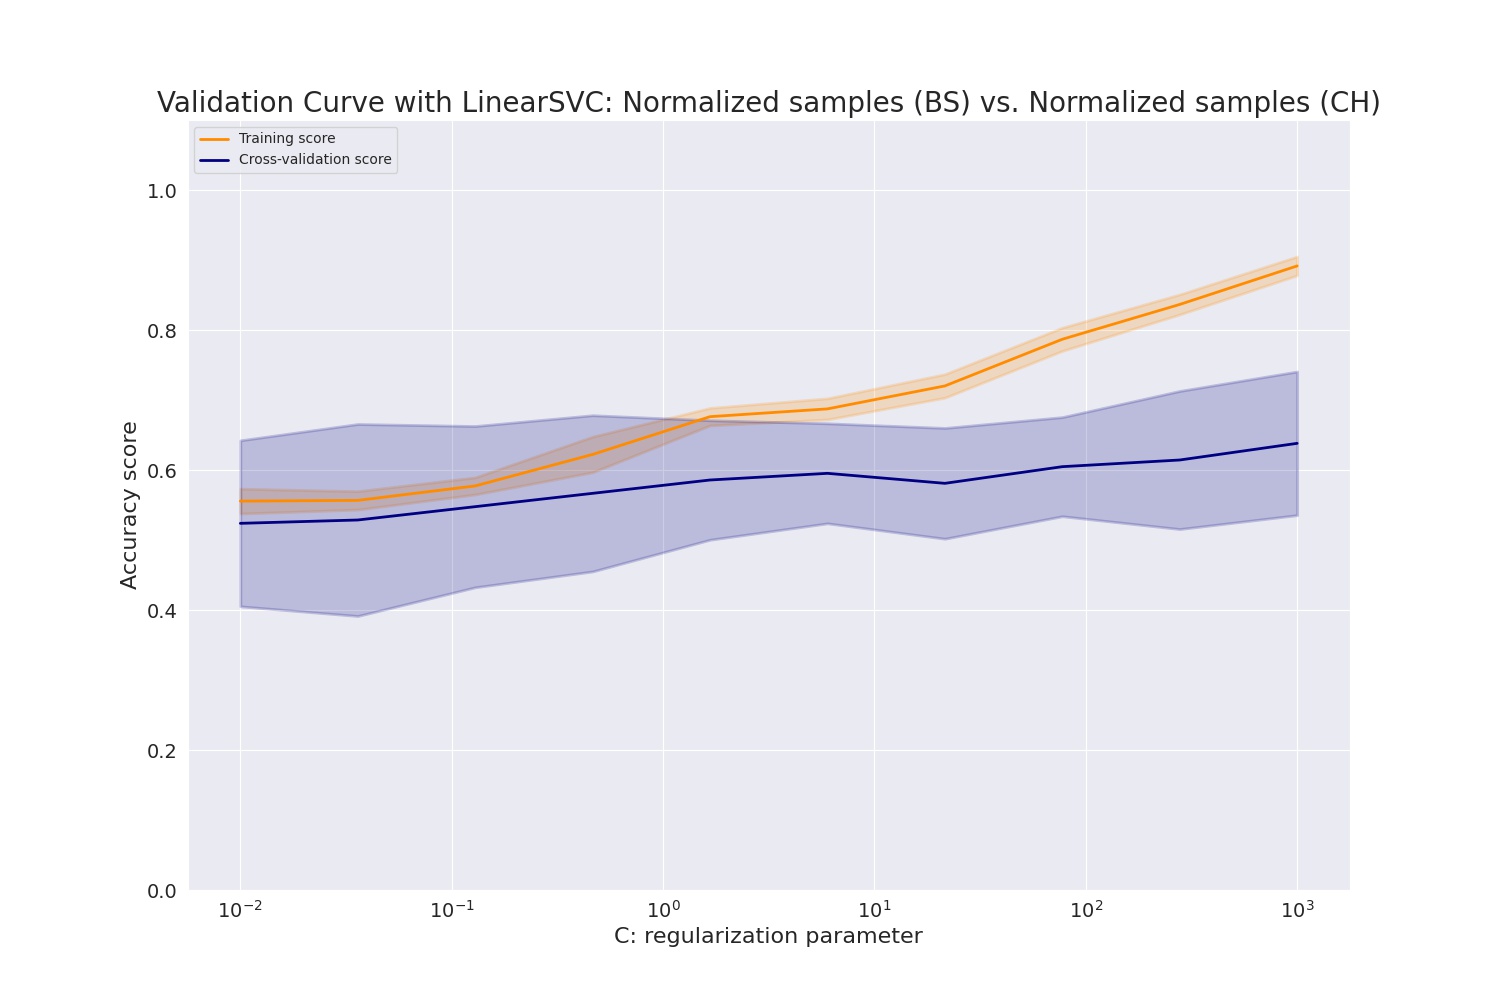 Validation Curve with LinearSVC: Normalized samples (BS) vs. Normalized samples (CH)
Training score
Cross-validation score
1.0
0.8
0.6
0.4
0.2
0.0
Accuracy score
10⁻² 10⁻¹ 10⁰ 10¹ 10² 10³
C: regularization parameter